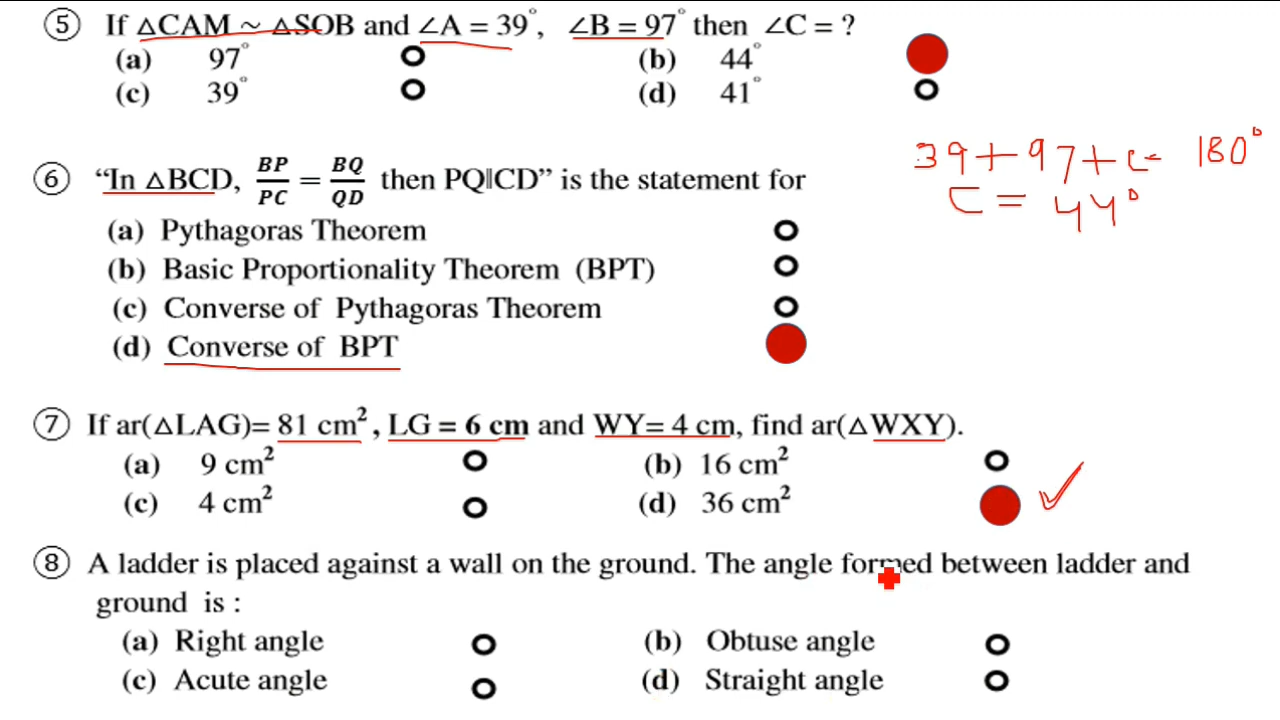 ⑤ If △CAM ~ △SOB and ∠A = 39°, ∠B = 97° then ∠C = ?
(a) 97° (b) 44°
(c) 39° (d) 41°
39+97+C= 180°
C = 44°
⑥ “In △BCD, BP/PC = BQ/QD then PQ∥CD” is the statement for
(a) Pythagoras Theorem
(b) Basic Proportionality Theorem (BPT)
(c) Converse of Pythagoras Theorem
(d) Converse of BPT
⑦ If ar(△LAG)= 81 cm², LG = 6 cm and WY= 4 cm, find ar(△WXY).
(a) 9 cm² (b) 16 cm²
(c) 4 cm² (d) 36 cm²
⑧ A ladder is placed against a wall on the ground. The angle formed between ladder and
ground is :
(a) Right angle (b) Obtuse angle
(c) Acute angle (d) Straight angle